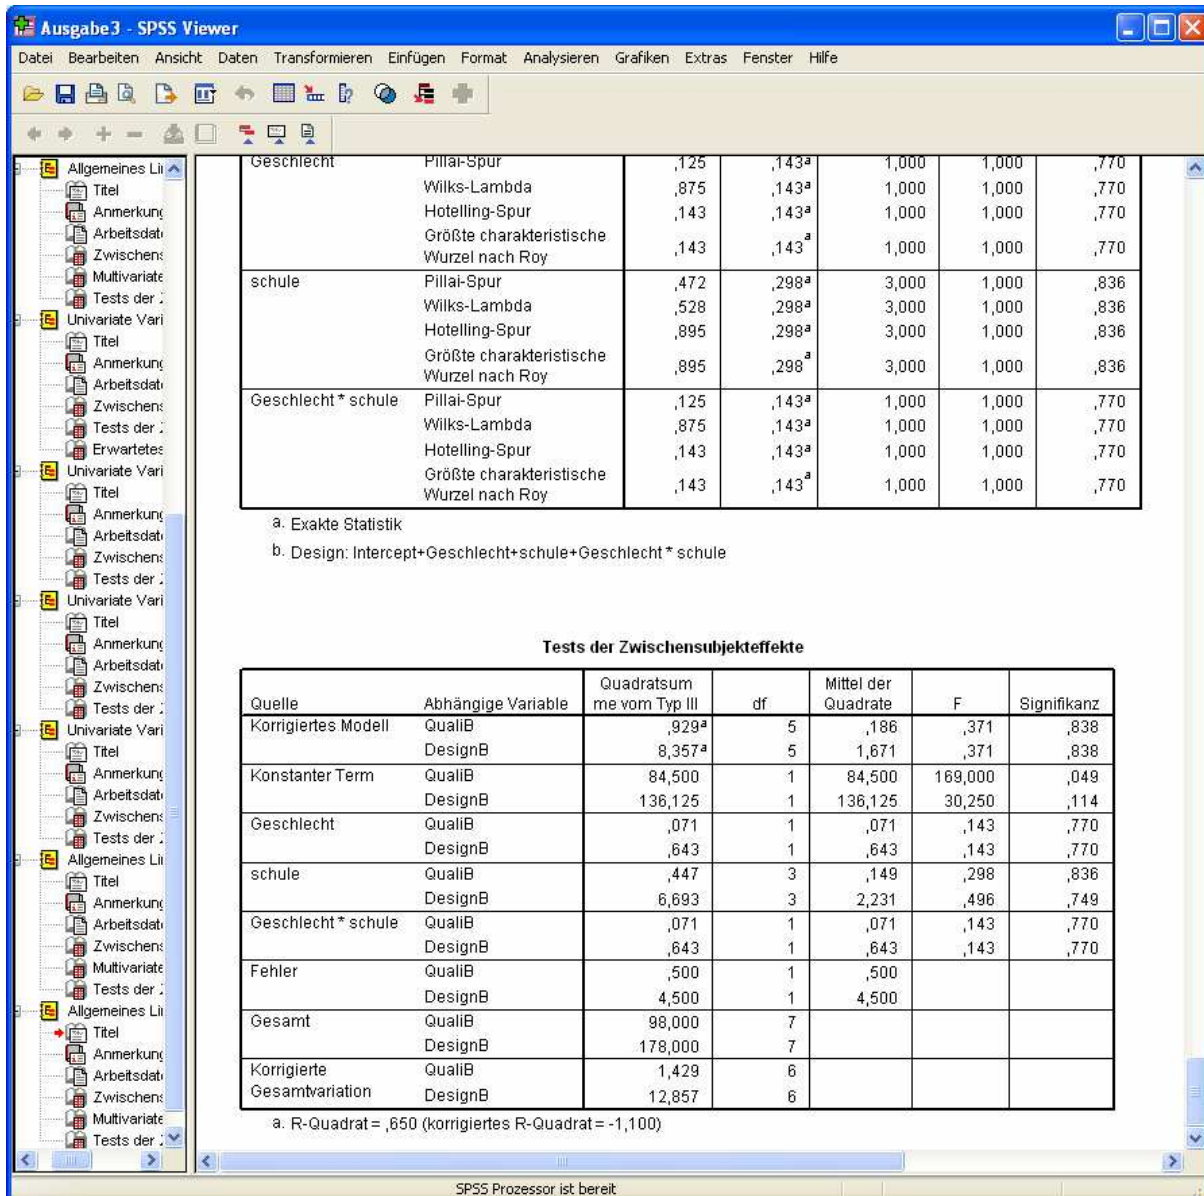 Ausgabe3 - SPSS Viewer
Datei Bearbeiten Ansicht Daten Transformieren Einfügen Format Analysieren Grafiken Extras Fenster Hilfe
Allgemeines Li
Titel
Anmerkung
Arbeitsdate
Zwischens
Multivariate
Tests der
Univariate Vari
Titel
Anmerkung
Arbeitsdate
Zwischens
Tests der
Erwartetes
Univariate Vari
Titel
Anmerkung
Arbeitsdate
Zwischens
Tests der
Univariate Vari
Titel
Anmerkung
Arbeitsdate
Zwischens
Tests der
Univariate Vari
Titel
Anmerkung
Arbeitsdate
Zwischens
Tests der
Allgemeines Li
Titel
Anmerkung
Arbeitsdate
Zwischens
Multivariate
Tests der
Allgemeines Li
Titel
Anmerkung
Arbeitsdate
Zwischens
Multivariate
Tests der
Geschlecht Pillai-Spur ,125 ,143a 1,000 1,000 ,770
Wilks-Lambda ,875 ,143a 1,000 1,000 ,770
Hotelling-Spur ,143 ,143a 1,000 1,000 ,770
Größte charakteristische
Wurzel nach Roy ,143 ,143a 1,000 1,000 ,770
schule Pillai-Spur ,472 ,298a 3,000 1,000 ,836
Wilks-Lambda ,528 ,298a 3,000 1,000 ,836
Hotelling-Spur ,895 ,298a 3,000 1,000 ,836
Größte charakteristische
Wurzel nach Roy ,895 ,298a 3,000 1,000 ,836
Geschlecht * schule Pillai-Spur ,125 ,143a 1,000 1,000 ,770
Wilks-Lambda ,875 ,143a 1,000 1,000 ,770
Hotelling-Spur ,143 ,143a 1,000 1,000 ,770
Größte charakteristische
Wurzel nach Roy ,143 ,143a 1,000 1,000 ,770
a. Exakte Statistik
b. Design: Intercept+Geschlecht+schule+Geschlecht * schule
Tests der Zwischensubjekteffekte
Quadratsum Mittel der
Quelle Abhängige Variable me vom Typ III df Quadrate F Signifikanz
Korrigiertes Modell QualiB ,929a 5 ,186 ,371 ,838
DesignB 8,357a 5 1,671 ,371 ,838
Konstanter Term QualiB 84,500 1 84,500 169,000 ,049
DesignB 136,125 1 136,125 30,250 ,114
Geschlecht QualiB ,071 1 ,071 ,143 ,770
DesignB ,643 1 ,643 ,143 ,770
schule QualiB ,447 3 ,149 ,298 ,836
DesignB 6,693 3 2,231 ,496 ,749
Geschlecht * schule QualiB ,071 1 ,071 ,143 ,770
DesignB ,643 1 ,643 ,143 ,770
Fehler QualiB ,500 1 ,500
DesignB 4,500 1 4,500
Gesamt QualiB 98,000 7
DesignB 178,000 7
Korrigierte QualiB 1,429 6
Gesamtvariation DesignB 12,857 6
a. R-Quadrat = ,650 (korrigiertes R-Quadrat = -1,100)
SPSS Prozessor ist bereit